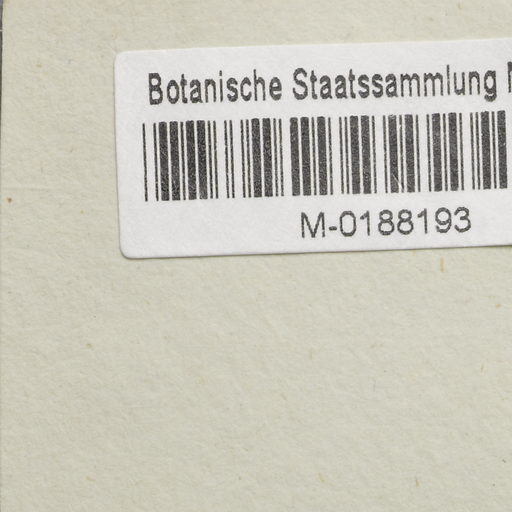 Botanische Staatssammlung
M-0188193